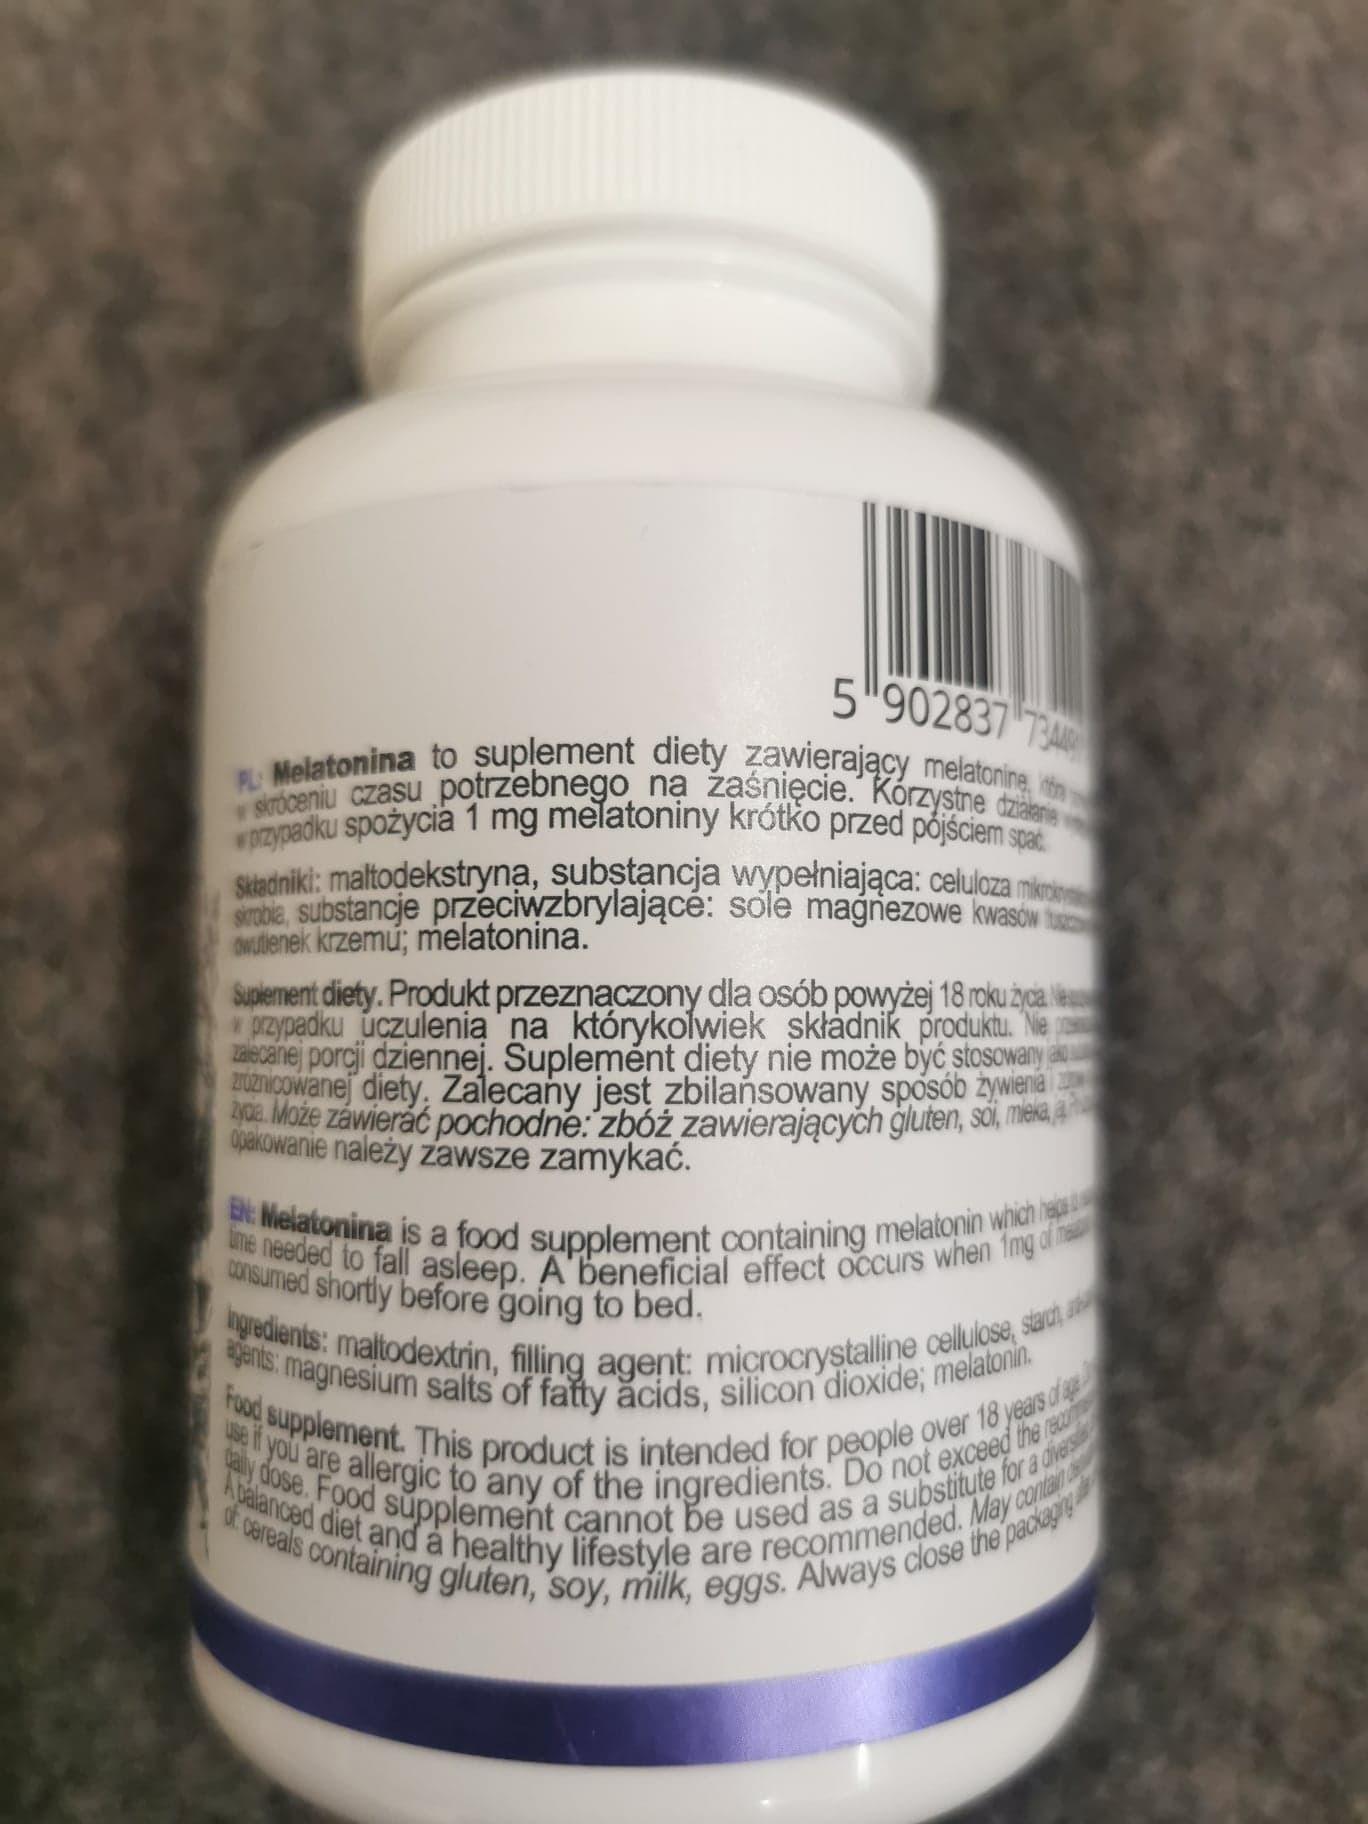 5 902837 734491
PL: Melatonina to suplement diety zawierający melatoninę, która
w skróceniu czasu potrzebnego na zaśnięcie. Korzystne działanie
w przypadku spożycia 1 mg melatoniny krótko przed pójściem spać.
Składniki: maltodekstryna, substancja wypełniająca: celuloza
skrobia, substancje przeciwzbrylające: sole magnezowe kwasów
dwutlenek krzemu; melatonina.
Suplement diety. Produkt przeznaczony dla osób powyżej 18 roku życia.
w przypadku uczulenia na którykolwiek składnik produktu. Nie
zalecanej porcji dziennej. Suplement diety nie może być stosowany jako
zróżnicowanej diety. Zalecany jest zbilansowany sposób żywienia i
życia. Może zawierać pochodne: zbóż zawierających gluten, soi, mleka, jaj.
opakowanie należy zawsze zamykać.
EN: Melatonina is a food supplement containing melatonin which helps to
time needed to fall asleep. A beneficial effect occurs when 1mg of
consumed shortly before going to bed.
Ingredients: maltodextrin, filling agent: microcrystalline cellulose, starch,
agents: magnesium salts of fatty acids, silicon dioxide; melatonin.
Food supplement. This product is intended for people over 18 years of age.
use if you are allergic to any of the ingredients. Do not exceed the
daily dose. Food supplement cannot be used as a substitute for a
A balanced diet and a healthy lifestyle are recommended. May contain
of: cereals containing gluten, soy, milk, eggs. Always close the packaging